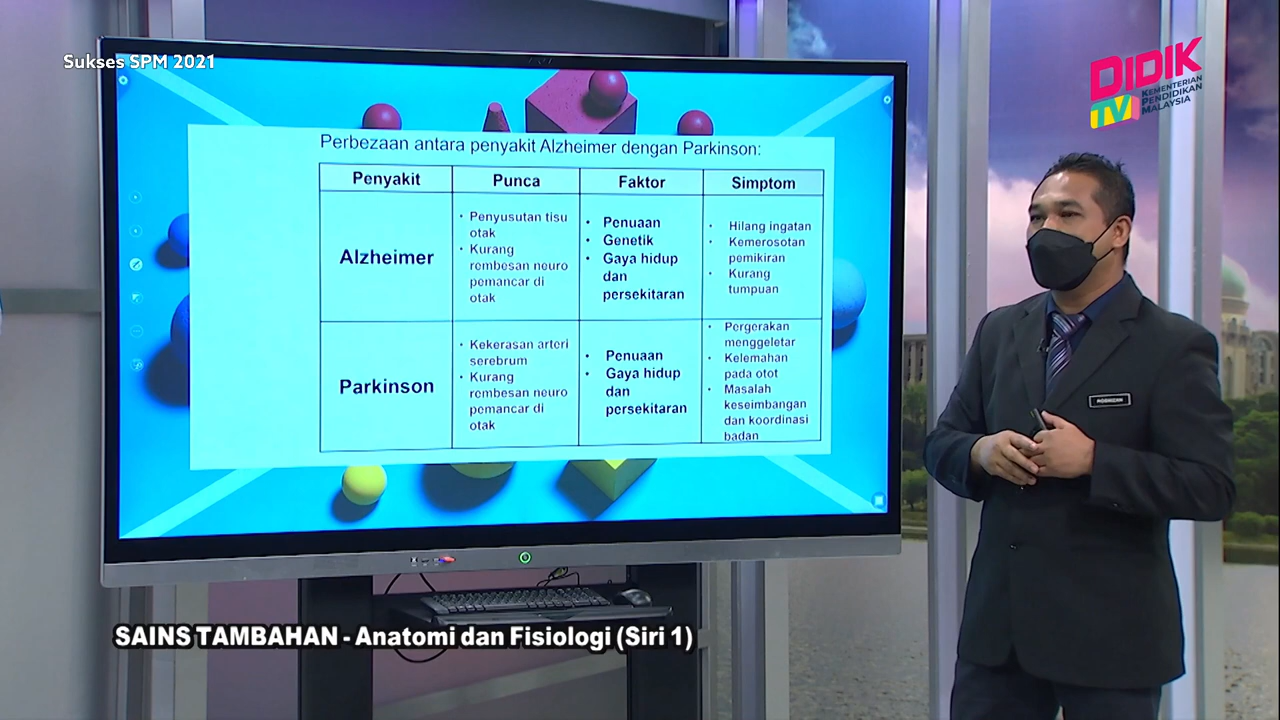 Sukses SPM 2021
DIDIK
TV
KEMENTERIAN
PENDIDIKAN
MALAYSIA
Perbezaan antara penyakit Alzheimer dengan Parkinson:
Penyakit
Punca
Faktor
Simptom
Alzheimer
• Penyusutan tisu
otak
• Kurang
rembesan neuro
pemancar di
otak
• Penuaan
• Genetik
• Gaya hidup
dan
persekitaran
• Hilang ingatan
• Kemerosotan
pemikiran
• Kurang
tumpuan
Parkinson
• Kekerasan arteri
serebrum
• Kurang
rembesan neuro
pemancar di
otak
• Penuaan
• Gaya hidup
dan
persekitaran
• Pergerakan
menggeletar
• Kelemahan
pada otot
• Masalah
keseimbangan
dan koordinasi
badan
SAINS TAMBAHAN - Anatomi dan Fisiologi (Siri 1)